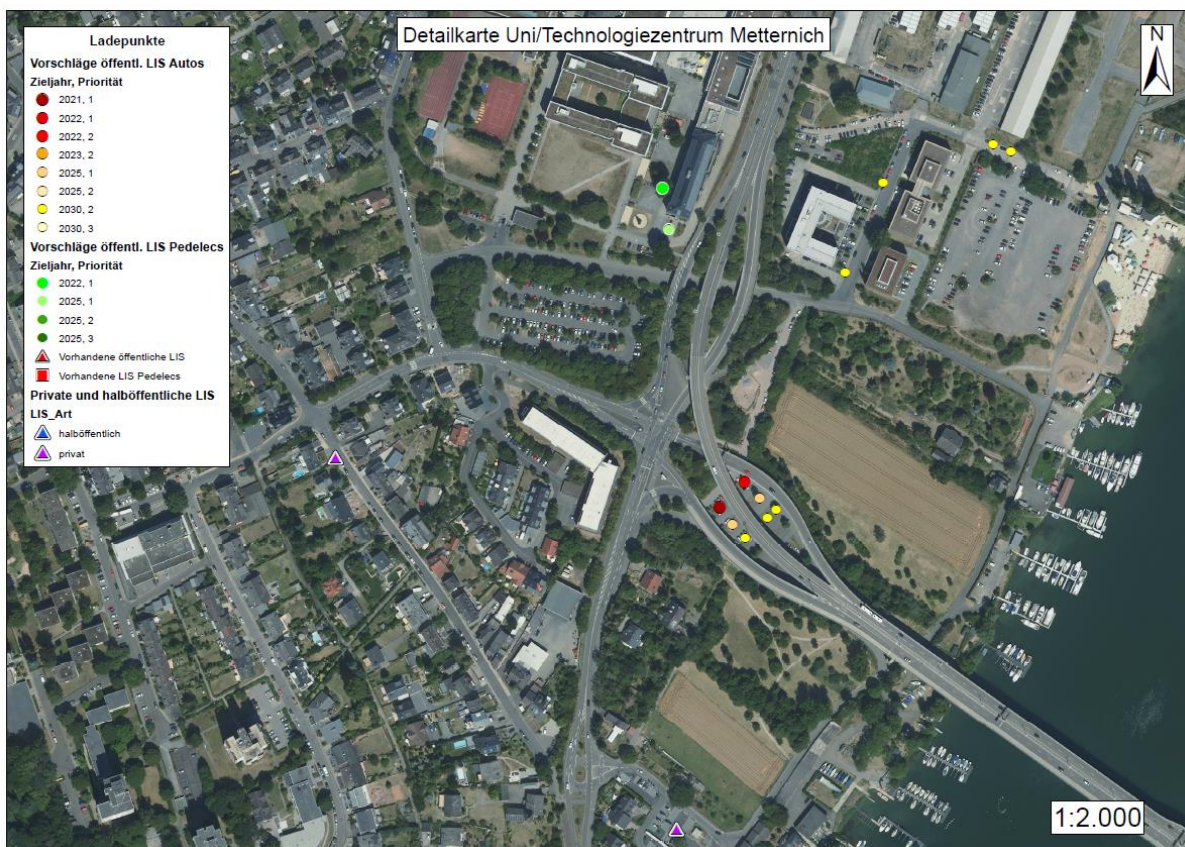 Detailkarte Uni/Technologiezentrum Metternich
N
Ladepunkte
Vorschläge öffentl. LIS Autos
Zieljahr, Priorität
2021, 1
2022, 1
2022, 2
2023, 2
2025, 1
2025, 2
2030, 2
2030, 3
Vorschläge öffentl. LIS Pedelecs
Zieljahr, Priorität
2022, 1
2025, 1
2025, 2
2025, 3
Vorhandene öffentliche LIS
Vorhandene LIS Pedelecs
Private und halböffentliche LIS
LIS_Art
halböffentlich
privat
1:2.000